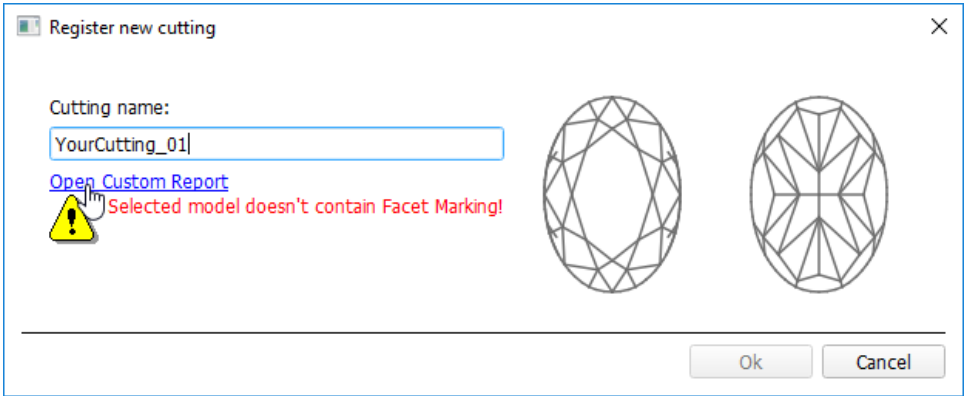 Register new cutting
Cutting name:
YourCutting_01
Open Custom Report
Selected model doesn't contain Facet Marking!
Ok
Cancel